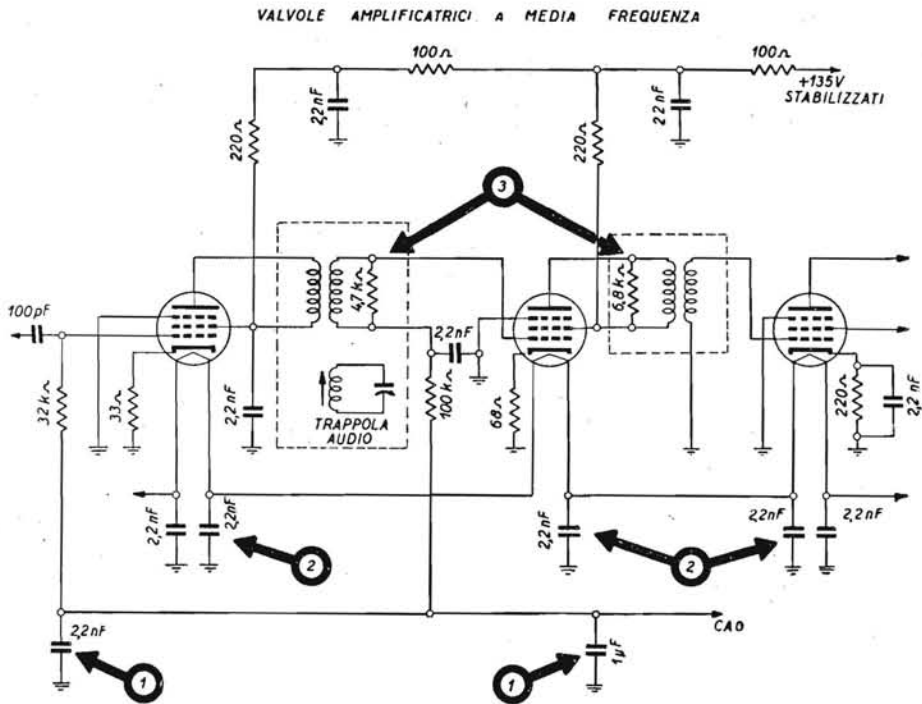 VALVOLE AMPLIFICATRICI A MEDIA FREQUENZA
100Ω
100Ω
+135V
STABILIZZATI
2,2nF
22nF
220Ω
220Ω
3
100pF
4,7kΩ
6,8kΩ
2,2nF
32kΩ
33Ω
2,2nF
TRAPPOLA
AUDIO
100kΩ
68Ω
220Ω
2,2nF
2,2nF
2,2nF
2
2,2nF
2
2,2nF
2,2nF
CAO
2,2nF
1
1
1µF